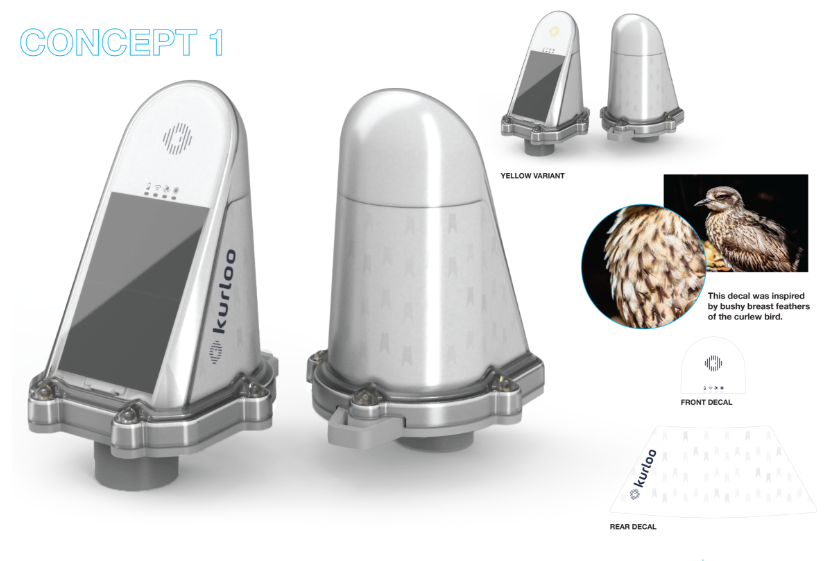 CONCEPT 1
kurloo
YELLOW VARIANT
This decal was inspired
by bushy breast feathers
of the curlew bird.
FRONT DECAL
kurloo
REAR DECAL